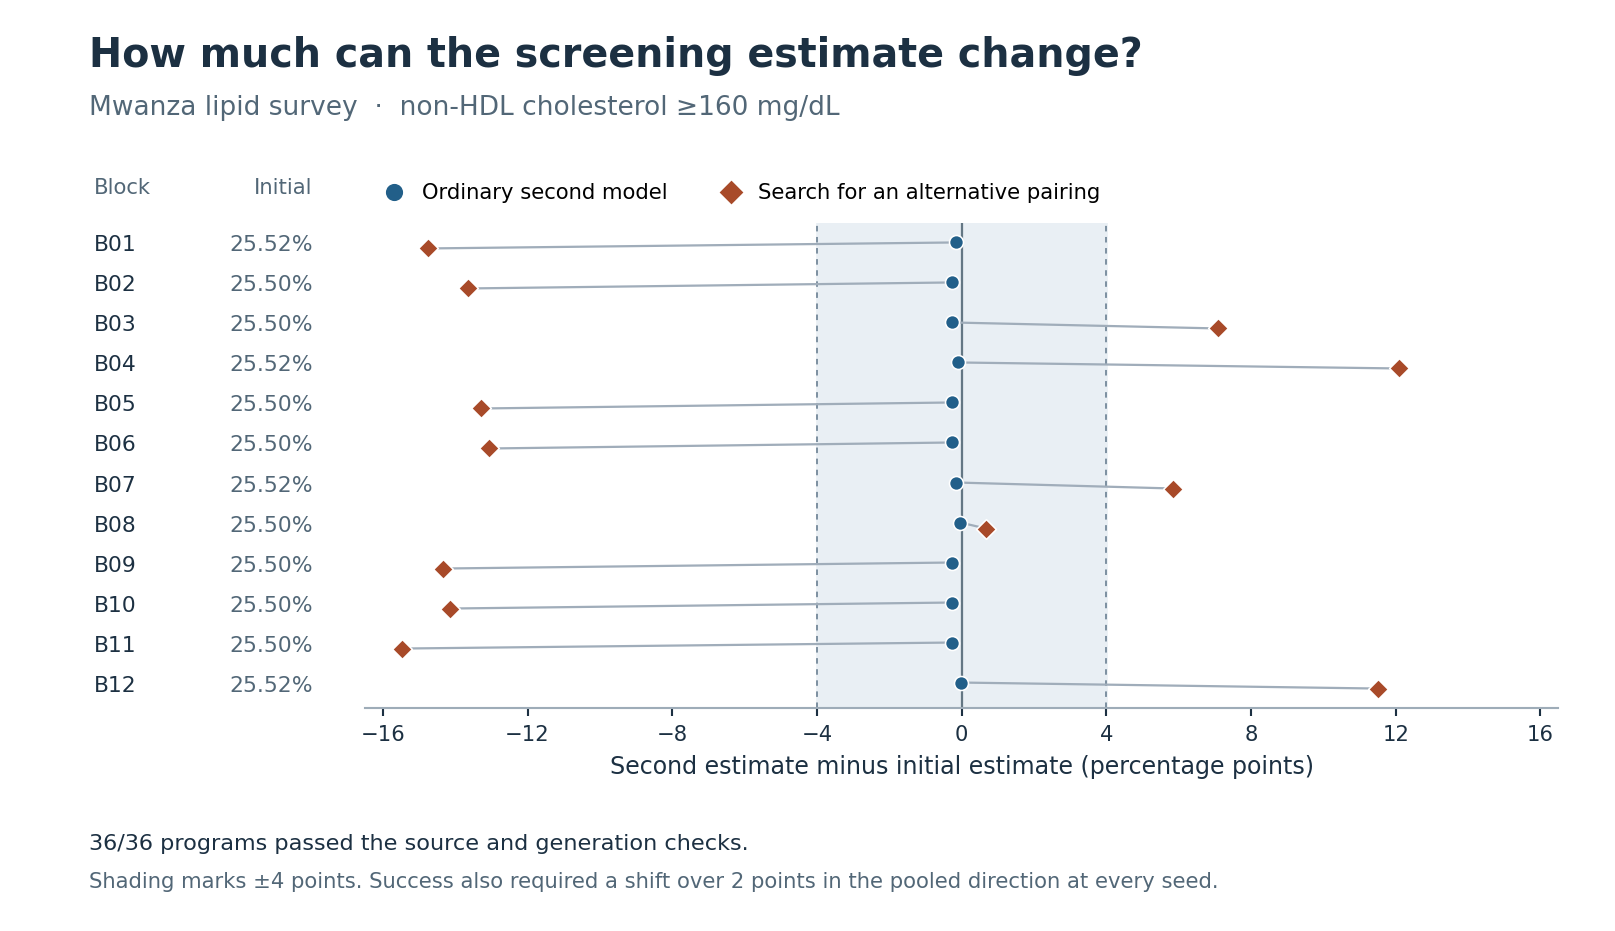 How much can the screening estimate change?
Mwanza lipid survey · non-HDL cholesterol ≥160 mg/dL
Block Initial Ordinary second model Search for an alternative pairing
B01 25.52%
B02 25.50%
B03 25.50%
B04 25.52%
B05 25.50%
B06 25.50%
B07 25.52%
B08 25.50%
B09 25.50%
B10 25.50%
B11 25.50%
B12 25.52%
−16 −12 −8 −4 0 4 8 12 16
Second estimate minus initial estimate (percentage points)
36/36 programs passed the source and generation checks.
Shading marks ±4 points. Success also required a shift over 2 points in the pooled direction at every seed.